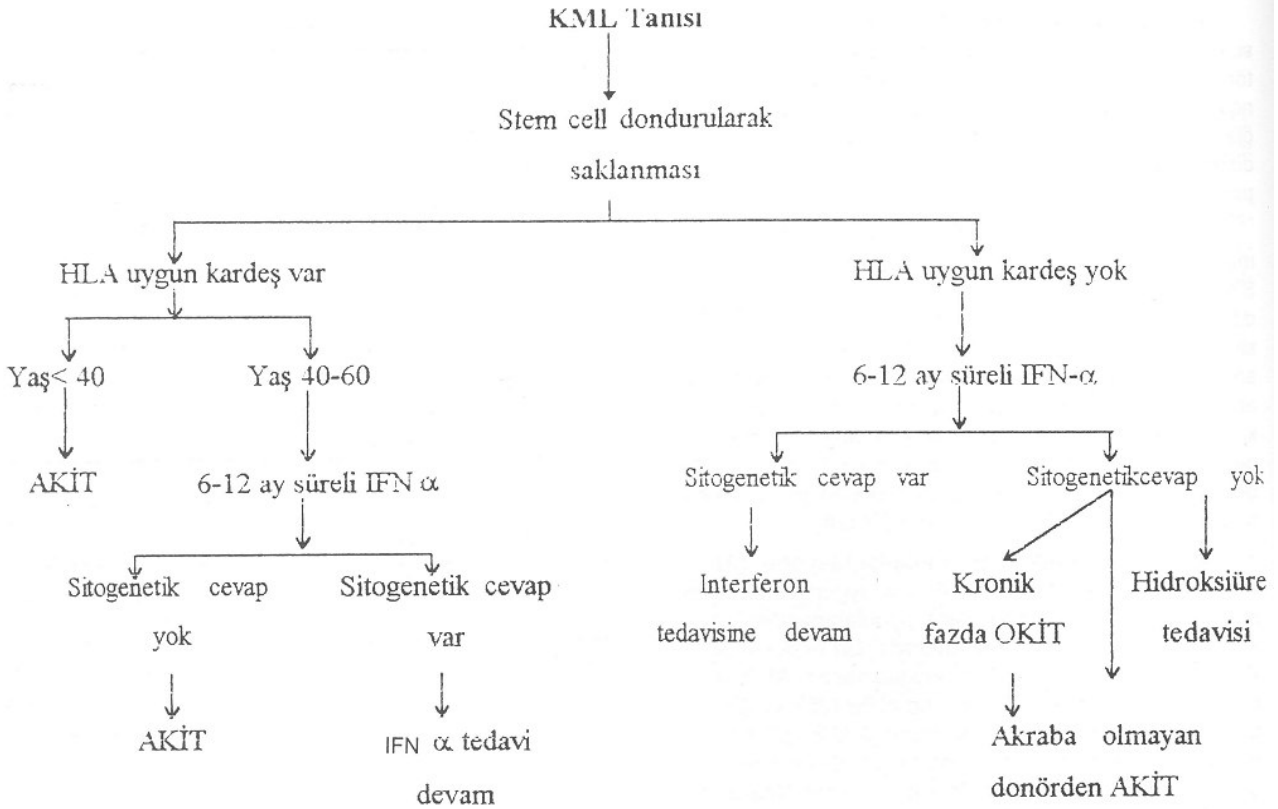 KML Tanısı
Stem cell dondurularak
saklanması
HLA uygun kardeş var
HLA uygun kardeş yok
Yaş< 40
Yaş 40-60
6-12 ay süreli IFN-α
AKİT
6-12 ay süreli IFN α
Sitogenetik cevap var
Sitogenetikcevap yok
Sitogenetik cevap
yok
Sitogenetik cevap
var
Interferon
tedavisine devam
Kronik
fazda OKİT
Hidroksiüre
tedavisi
AKİT
IFN α tedavi
devam
Akraba olmayan
donörden AKİT